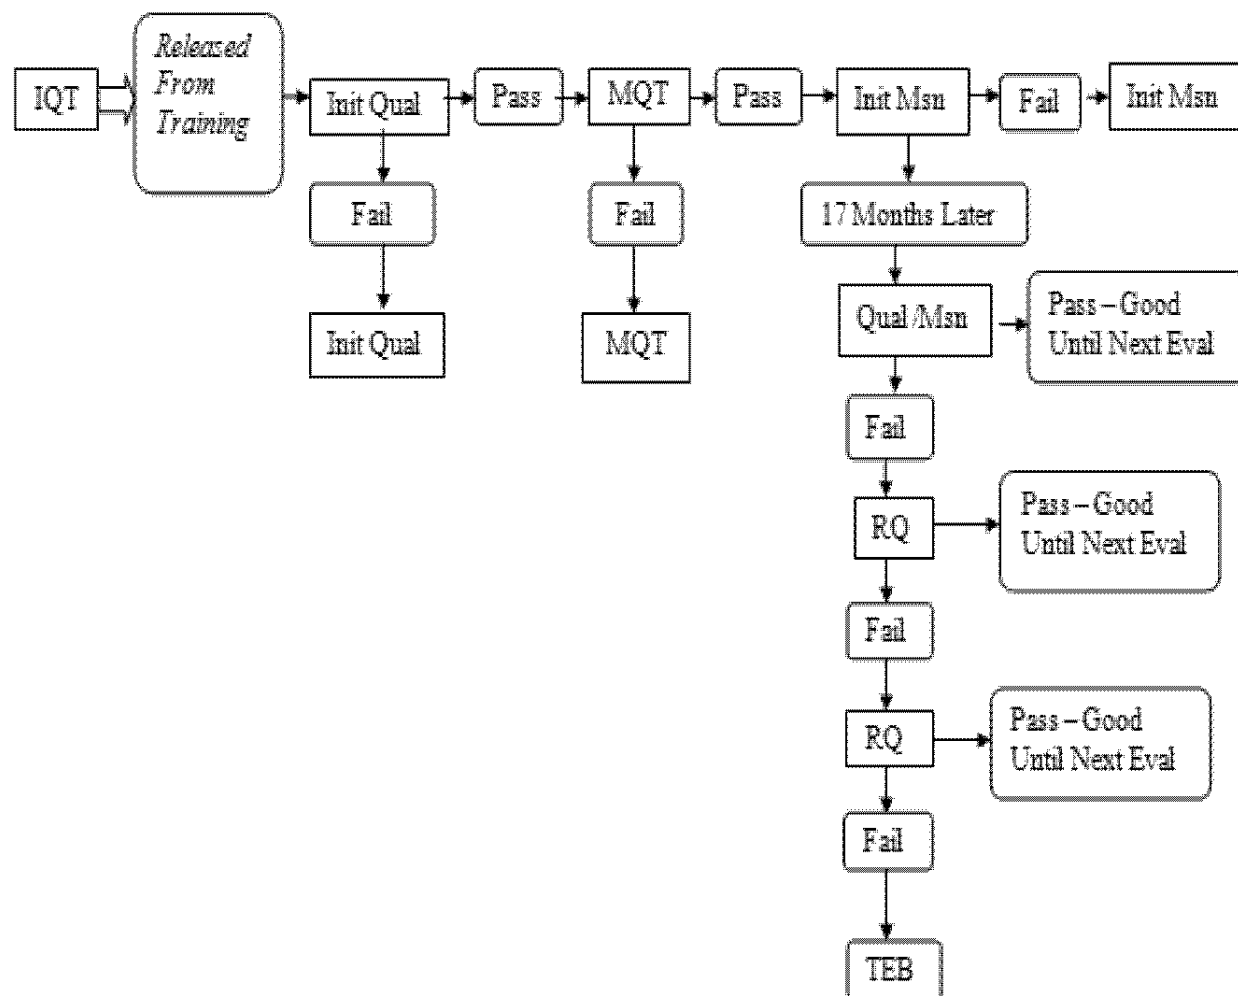 Released
From
Training
IQT
Init Qual
Pass
MQT
Pass
Init Msn
Fail
Init Msn
Fail
Fail
17 Months Later
Init Qual
MQT
Qual /Msn
Pass – Good
Until Next Eval
Fail
RQ
Pass – Good
Until Next Eval
Fail
RQ
Pass – Good
Until Next Eval
Fail
TEB